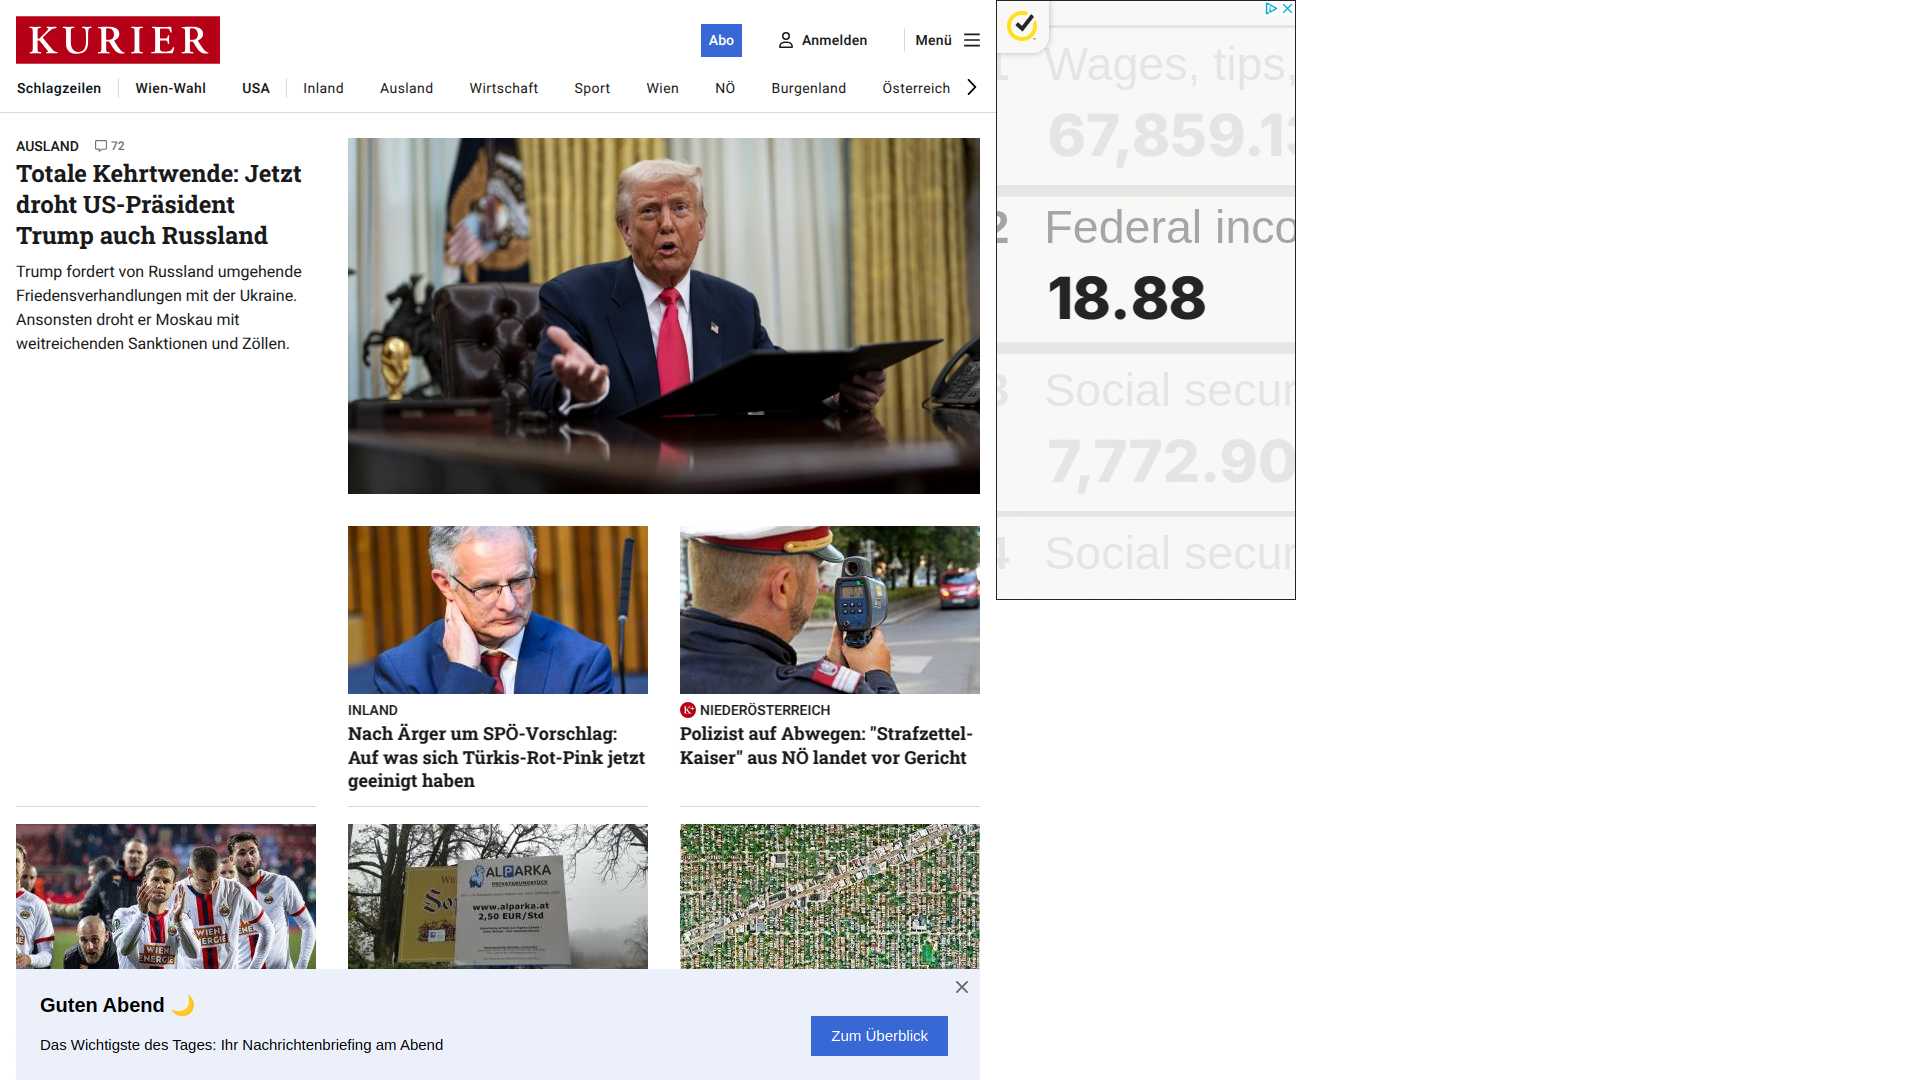 KURIER
Abo
Anmelden
Menü
Schlagzeilen
Wien-Wahl
USA
Inland
Ausland
Wirtschaft
Sport
Wien
NÖ
Burgenland
Österreich
AUSLAND
72
Totale Kehrtwende: Jetzt
droht US-Präsident
Trump auch Russland
Trump fordert von Russland umgehende
Friedensverhandlungen mit der Ukraine.
Ansonsten droht er Moskau mit
weitreichenden Sanktionen und Zöllen.
Wages, tips,
67,859.13
2 Federal inco
18.88
3 Social secur
7,772.90
4 Social secur
INLAND
Nach Ärger um SPÖ-Vorschlag:
Auf was sich Türkis-Rot-Pink jetzt
geeinigt haben
K+ NIEDERÖSTERREICH
Polizist auf Abwegen: "Strafzettel-
Kaiser" aus NÖ landet vor Gericht
WIEN
ENERGIE
WIEN
ENERGIE
ALPARKA
www.alparka.at
2,50 EUR/Std
Guten Abend 🌙
Das Wichtigste des Tages: Ihr Nachrichtenbriefing am Abend
Zum Überblick